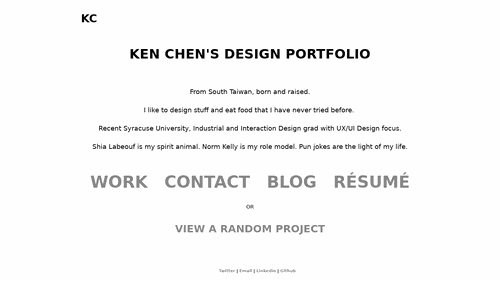 KC
KEN CHEN'S DESIGN PORTFOLIO
From South Taiwan, born and raised.
I like to design stuff and eat food that I have never tried before.
Recent Syracuse University, Industrial and Interaction Design grad with UX/UI Design focus.
Shia Labeouf is my spirit animal. Norm Kelly is my role model. Pun jokes are the light of my life.
WORK CONTACT BLOG RÉSUMÉ
OR
VIEW A RANDOM PROJECT
Twitter | Email | LinkedIn | Github